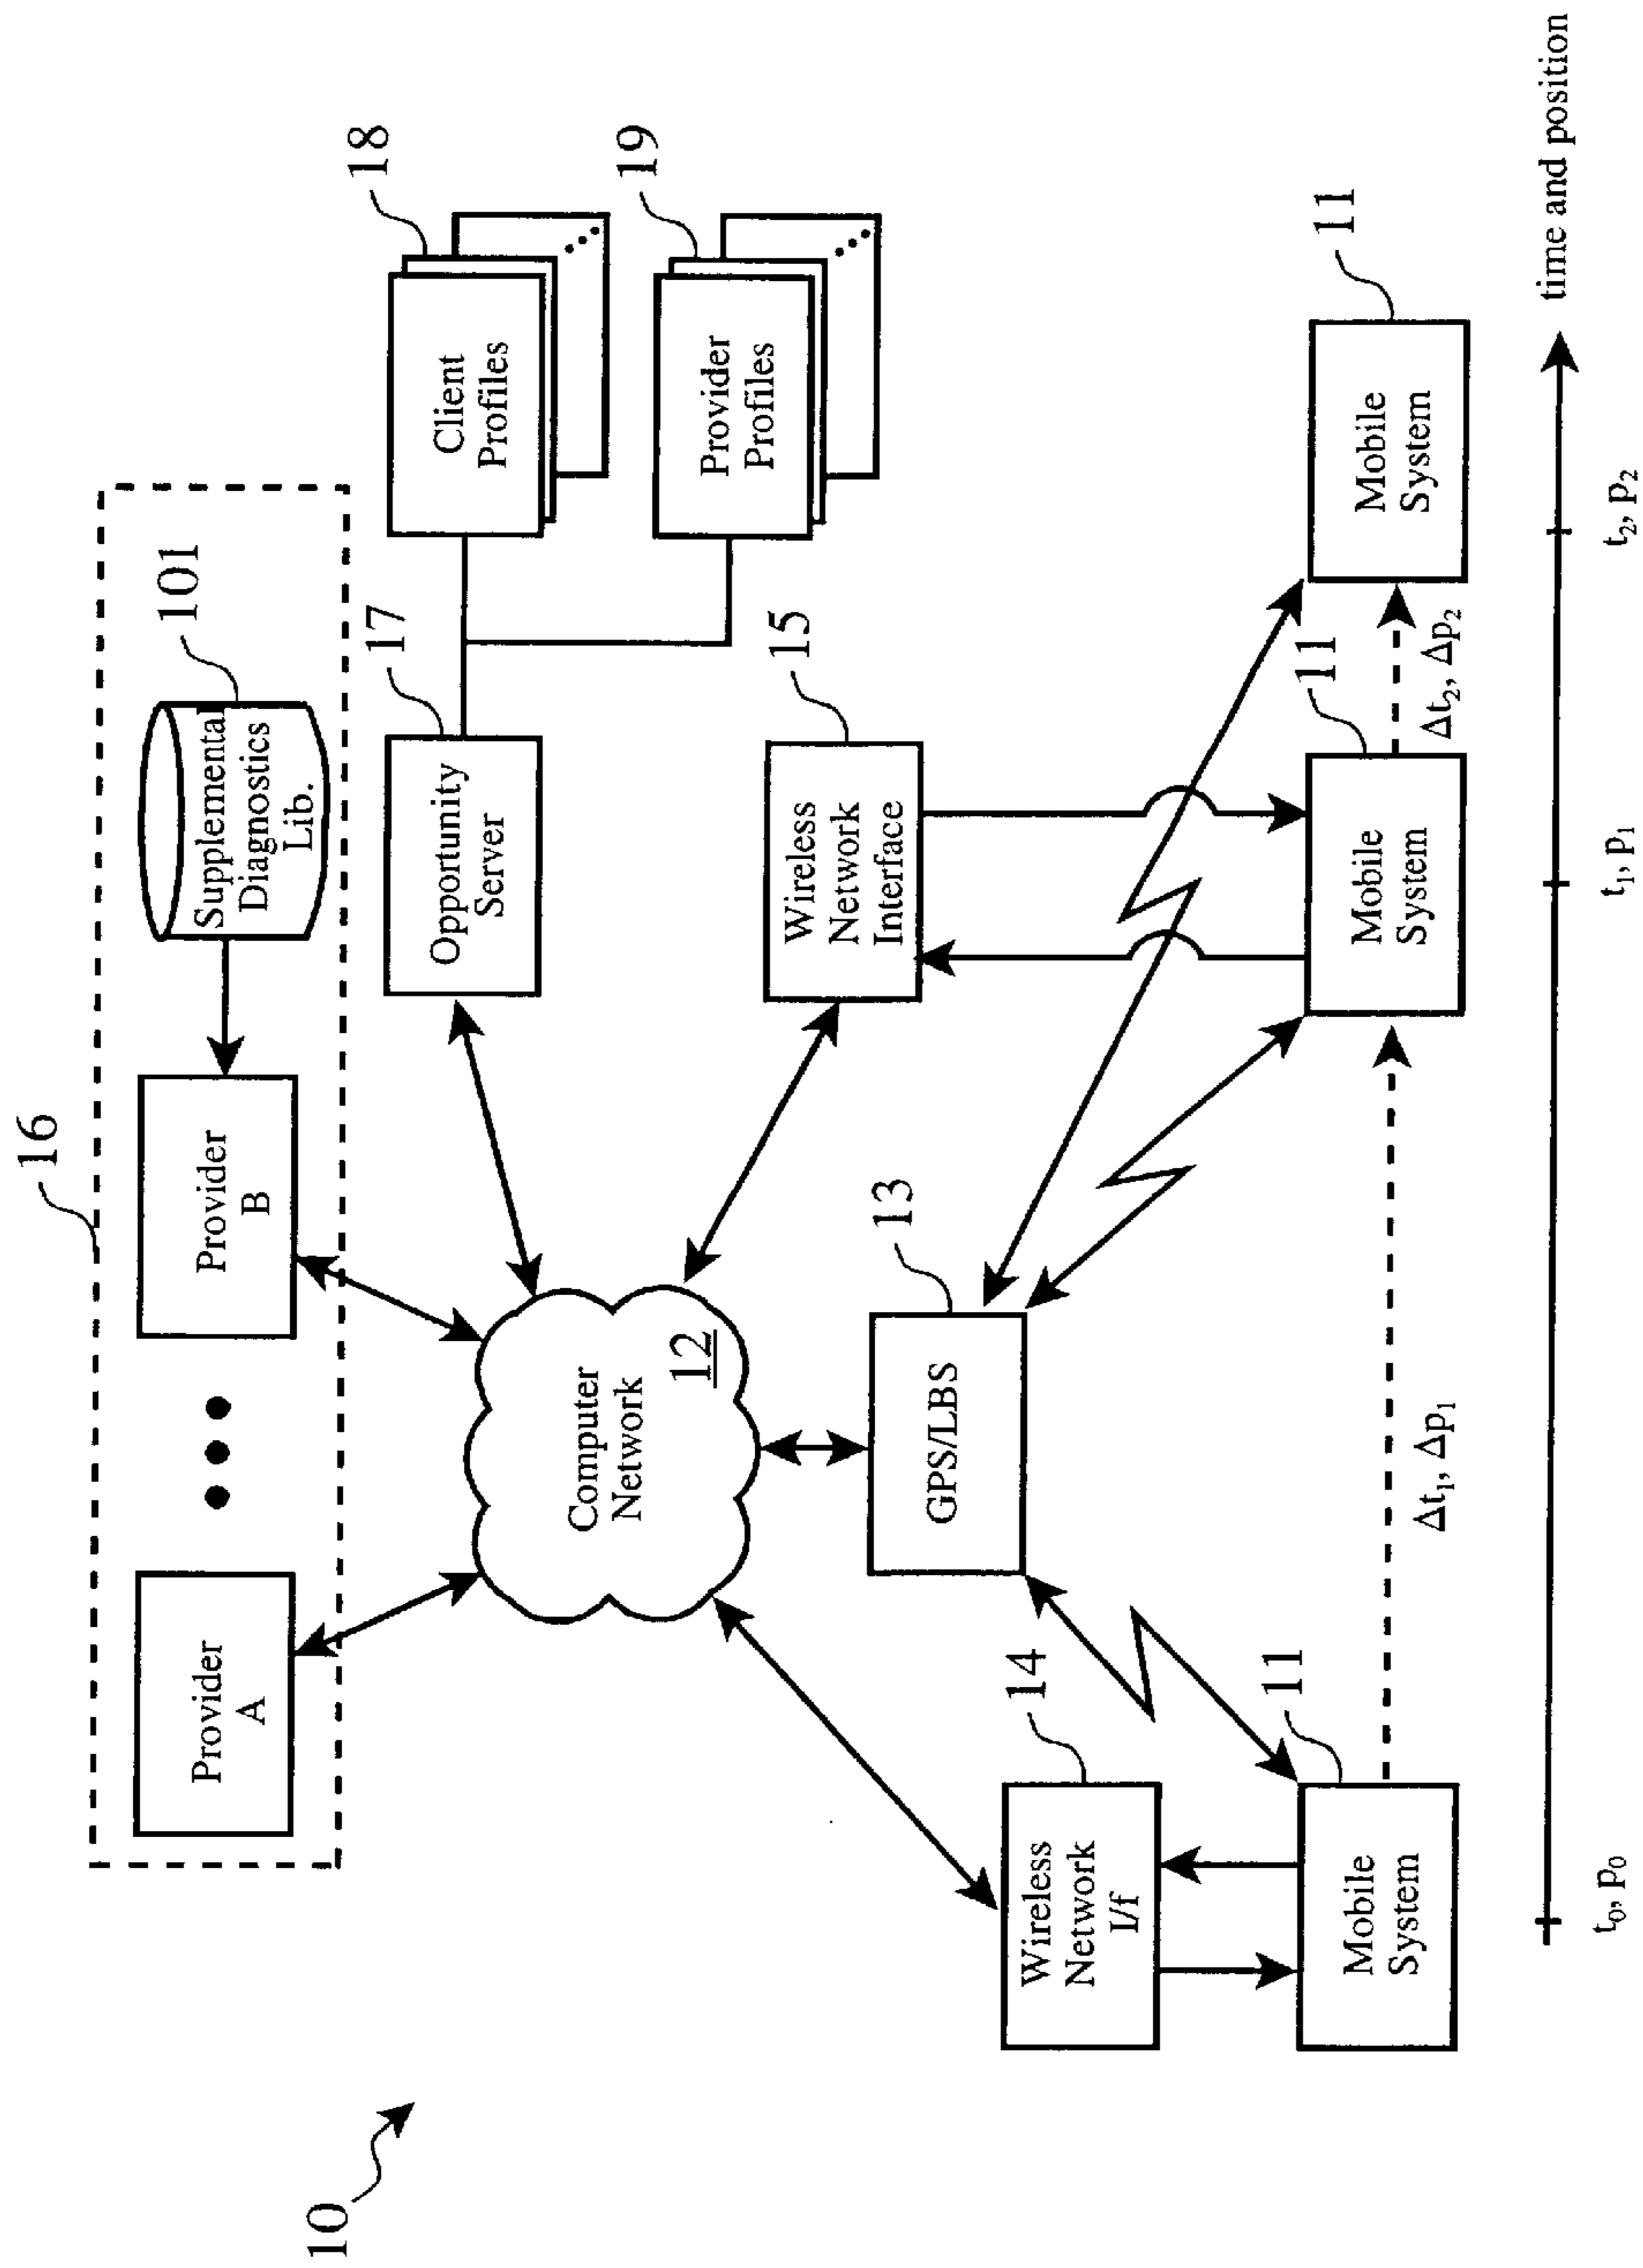 10
16
Provider
A
Provider
B
Supplemental
Diagnostics
Lib.
101
Computer
Network
12
Opportunity
Server
17
Client
Profiles
18
Provider
Profiles
19
Wireless
Network
Interface
15
GPS/LBS
13
Wireless
Network
I/f
14
Mobile
System
11
Δt₁, Δp₁
Mobile
System
11
Δt₂, Δp₂
Mobile
System
11
t₀, p₀
t₁, p₁
t₂, p₂
time and position